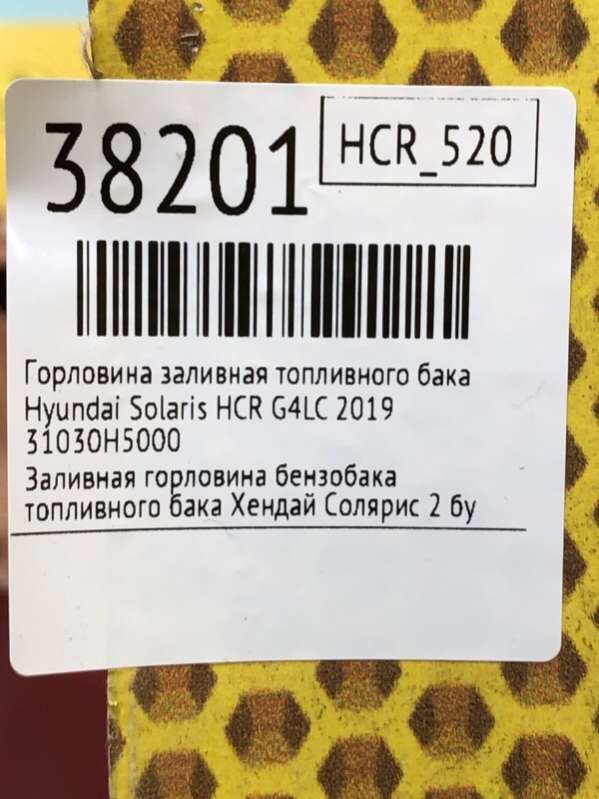 38201
HCR_520
Горловина заливная топливного бака
Hyundai Solaris HCR G4LC 2019
31030H5000
Заливная горловина бензобака
топливного бака Хендай Солярис 2 бу